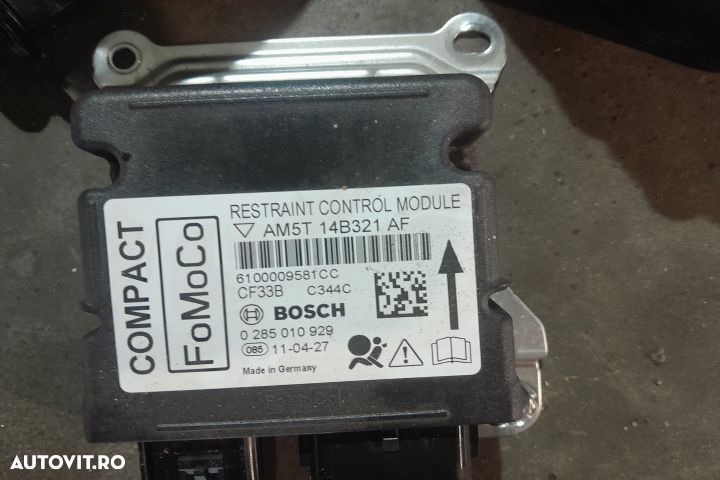 COMPACT
FoMoCo
RESTRAINT CONTROL MODULE
AM5T 14B321 AF
6100009581CC
CF33B C344C
BOSCH
0 285 010 929
085 11-04-27
Made in Germany
AUTOVIT.RO